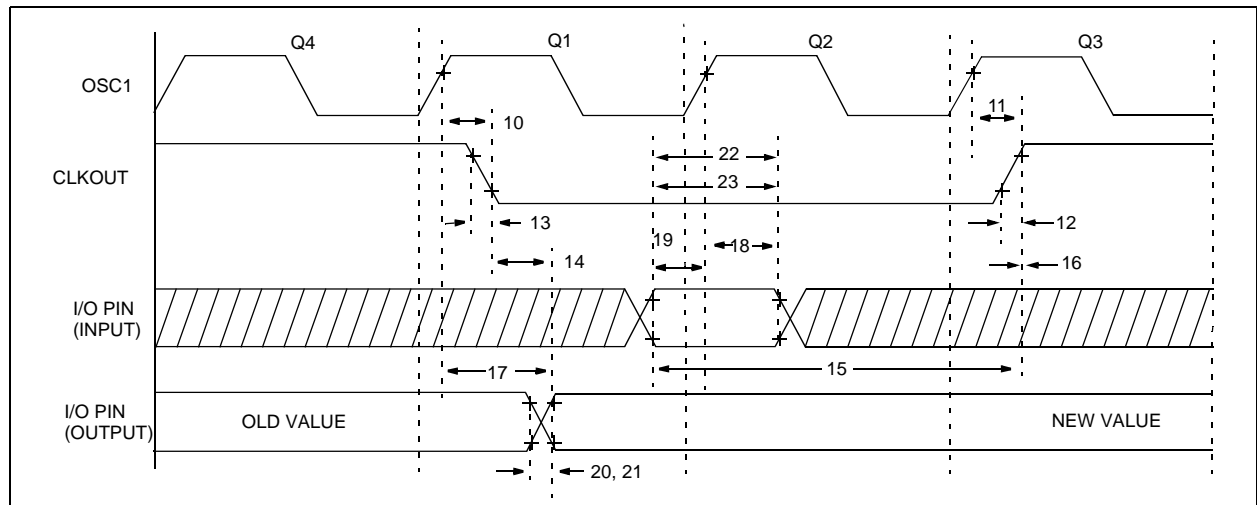 Q4 Q1 Q2 Q3
OSC1
10 11
22
CLKOUT
23
13 12
19 18
14 16
I/O PIN
(INPUT)
17 15
I/O PIN
(OUTPUT)
OLD VALUE NEW VALUE
20, 21